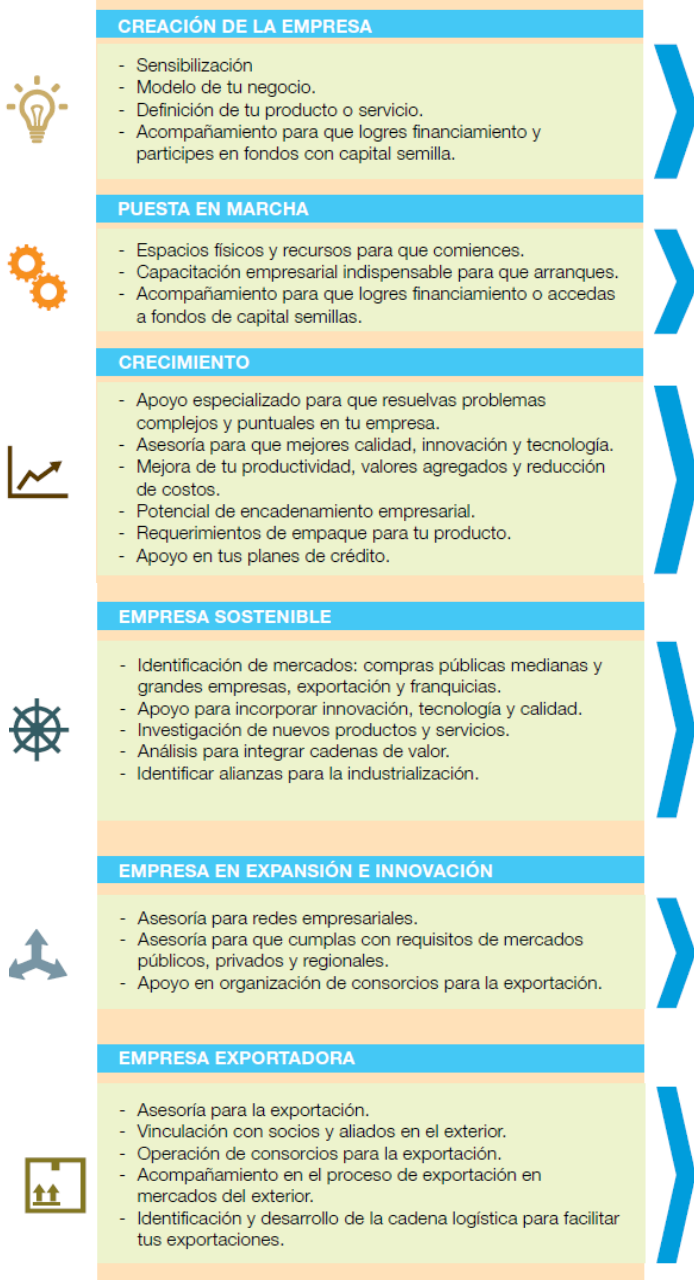 CREACIÓN DE LA EMPRESA
- Sensibilización
- Modelo de tu negocio.
- Definición de tu producto o servicio.
- Acompañamiento para que logres financiamiento y
participes en fondos con capital semilla.
PUESTA EN MARCHA
- Espacios físicos y recursos para que comiences.
- Capacitación empresarial indispensable para que arranques.
- Acompañamiento para que logres financiamiento o accedas
a fondos de capital semillas.
CRECIMIENTO
- Apoyo especializado para que resuelvas problemas
complejos y puntuales en tu empresa.
- Asesoría para que mejores calidad, innovación y tecnología.
- Mejora de tu productividad, valores agregados y reducción
de costos.
- Potencial de encadenamiento empresarial.
- Requerimientos de empaque para tu producto.
- Apoyo en tus planes de crédito.
EMPRESA SOSTENIBLE
- Identificación de mercados: compras públicas medianas y
grandes empresas, exportación y franquicias.
- Apoyo para incorporar innovación, tecnología y calidad.
- Investigación de nuevos productos y servicios.
- Análisis para integrar cadenas de valor.
- Identificar alianzas para la industrialización.
EMPRESA EN EXPANSIÓN E INNOVACIÓN
- Asesoría para redes empresariales.
- Asesoría para que cumplas con requisitos de mercados
públicos, privados y regionales.
- Apoyo en organización de consorcios para la exportación.
EMPRESA EXPORTADORA
- Asesoría para la exportación.
- Vinculación con socios y aliados en el exterior.
- Operación de consorcios para la exportación.
- Acompañamiento en el proceso de exportación en
mercados del exterior.
- Identificación y desarrollo de la cadena logística para facilitar
tus exportaciones.